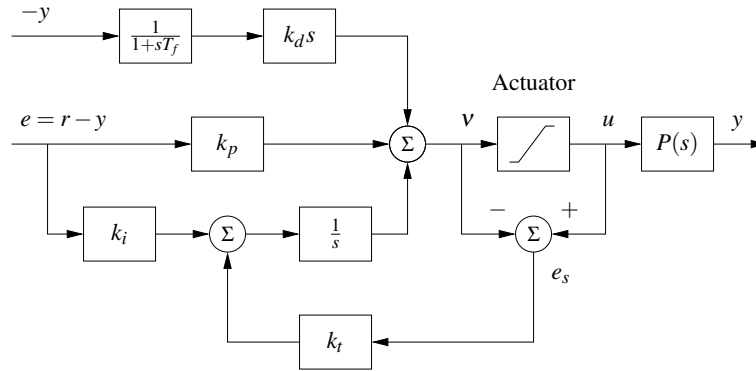 −y
1/(1+sT_f)
k_d s
Actuator
e = r − y
k_p
Σ
ν
u
P(s)
y
k_i
Σ
1/s
−
Σ
+
e_s
k_t